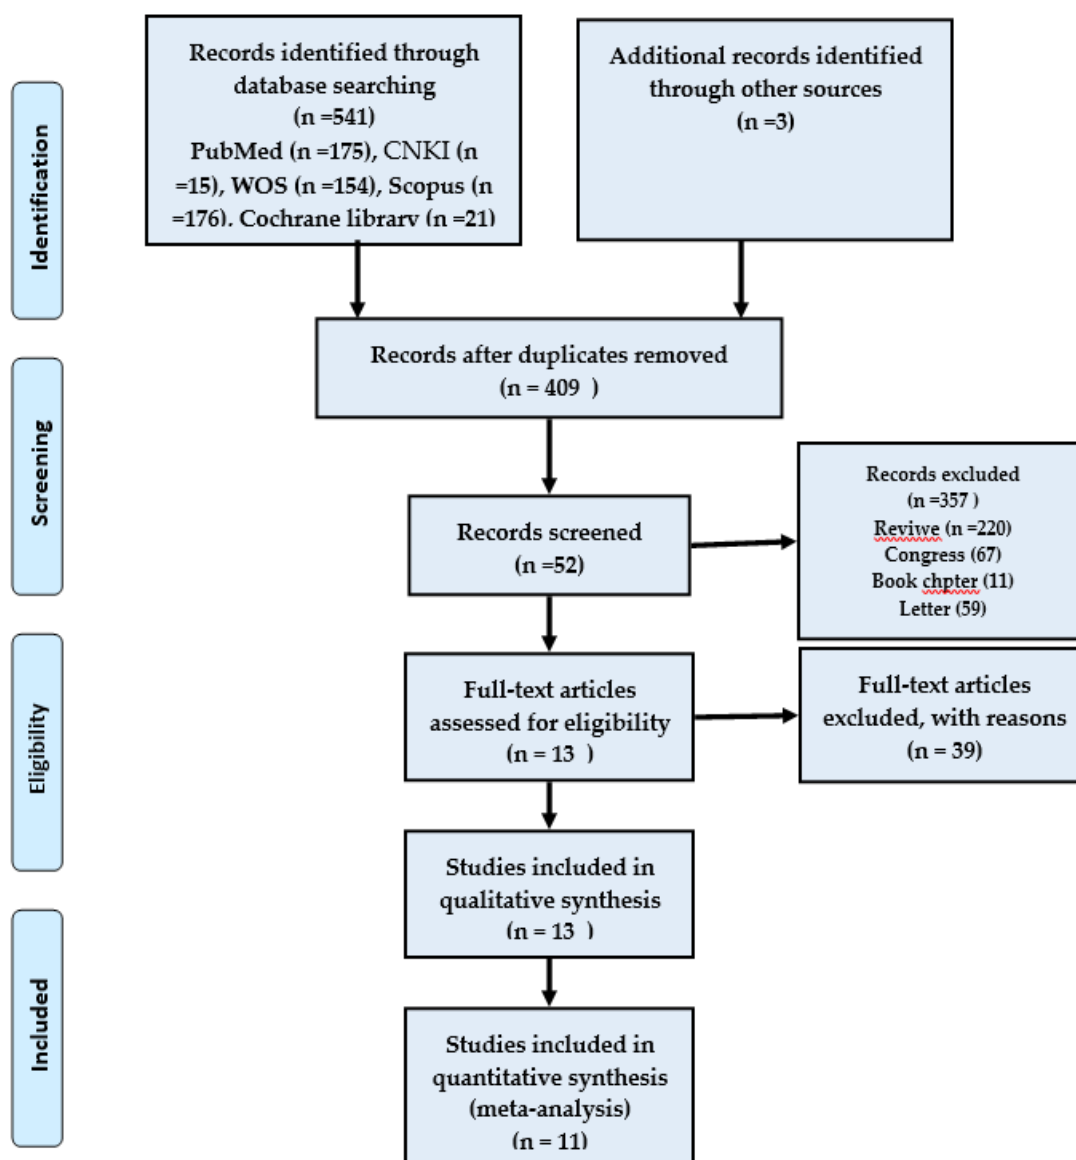 Records identified through
database searching
(n =541)
PubMed (n =175), CNKI (n
=15), WOS (n =154), Scopus (n
=176), Cochrane library (n =21)
Additional records identified
through other sources
(n =3)
Identification
Records after duplicates removed
(n = 409 )
Screening
Records screened
(n =52)
Records excluded
(n =357 )
Reviwe (n =220)
Congress (67)
Book chpter (11)
Letter (59)
Eligibility
Full-text articles
assessed for eligibility
(n = 13 )
Full-text articles
excluded, with reasons
(n = 39)
Studies included in
qualitative synthesis
(n = 13 )
Included
Studies included in
quantitative synthesis
(meta-analysis)
(n = 11)